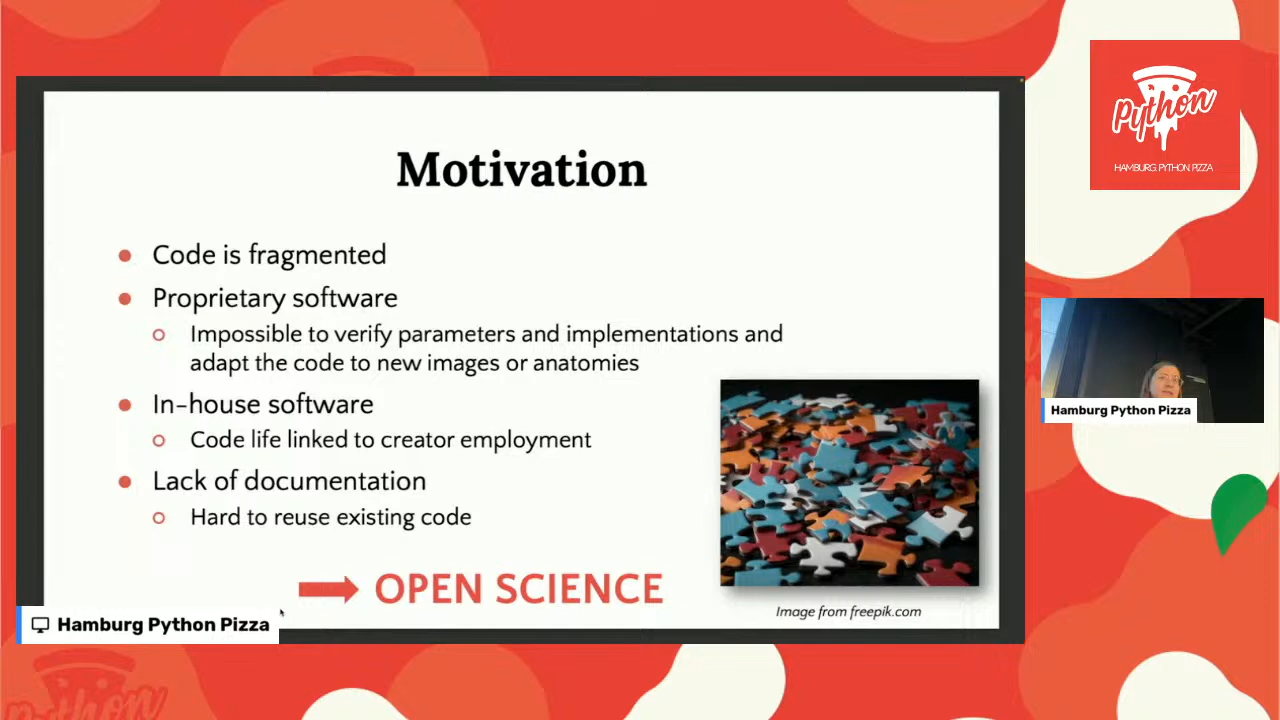 Motivation
Code is fragmented
Proprietary software
Impossible to verify parameters and implementations and
adapt the code to new images or anatomies
In-house software
Code life linked to creator employment
Lack of documentation
Hard to reuse existing code
OPEN SCIENCE
Image from freepik.com
Hamburg Python Pizza
Python
HAMBURG PYTHON PIZZA
Hamburg Python Pizza
Python